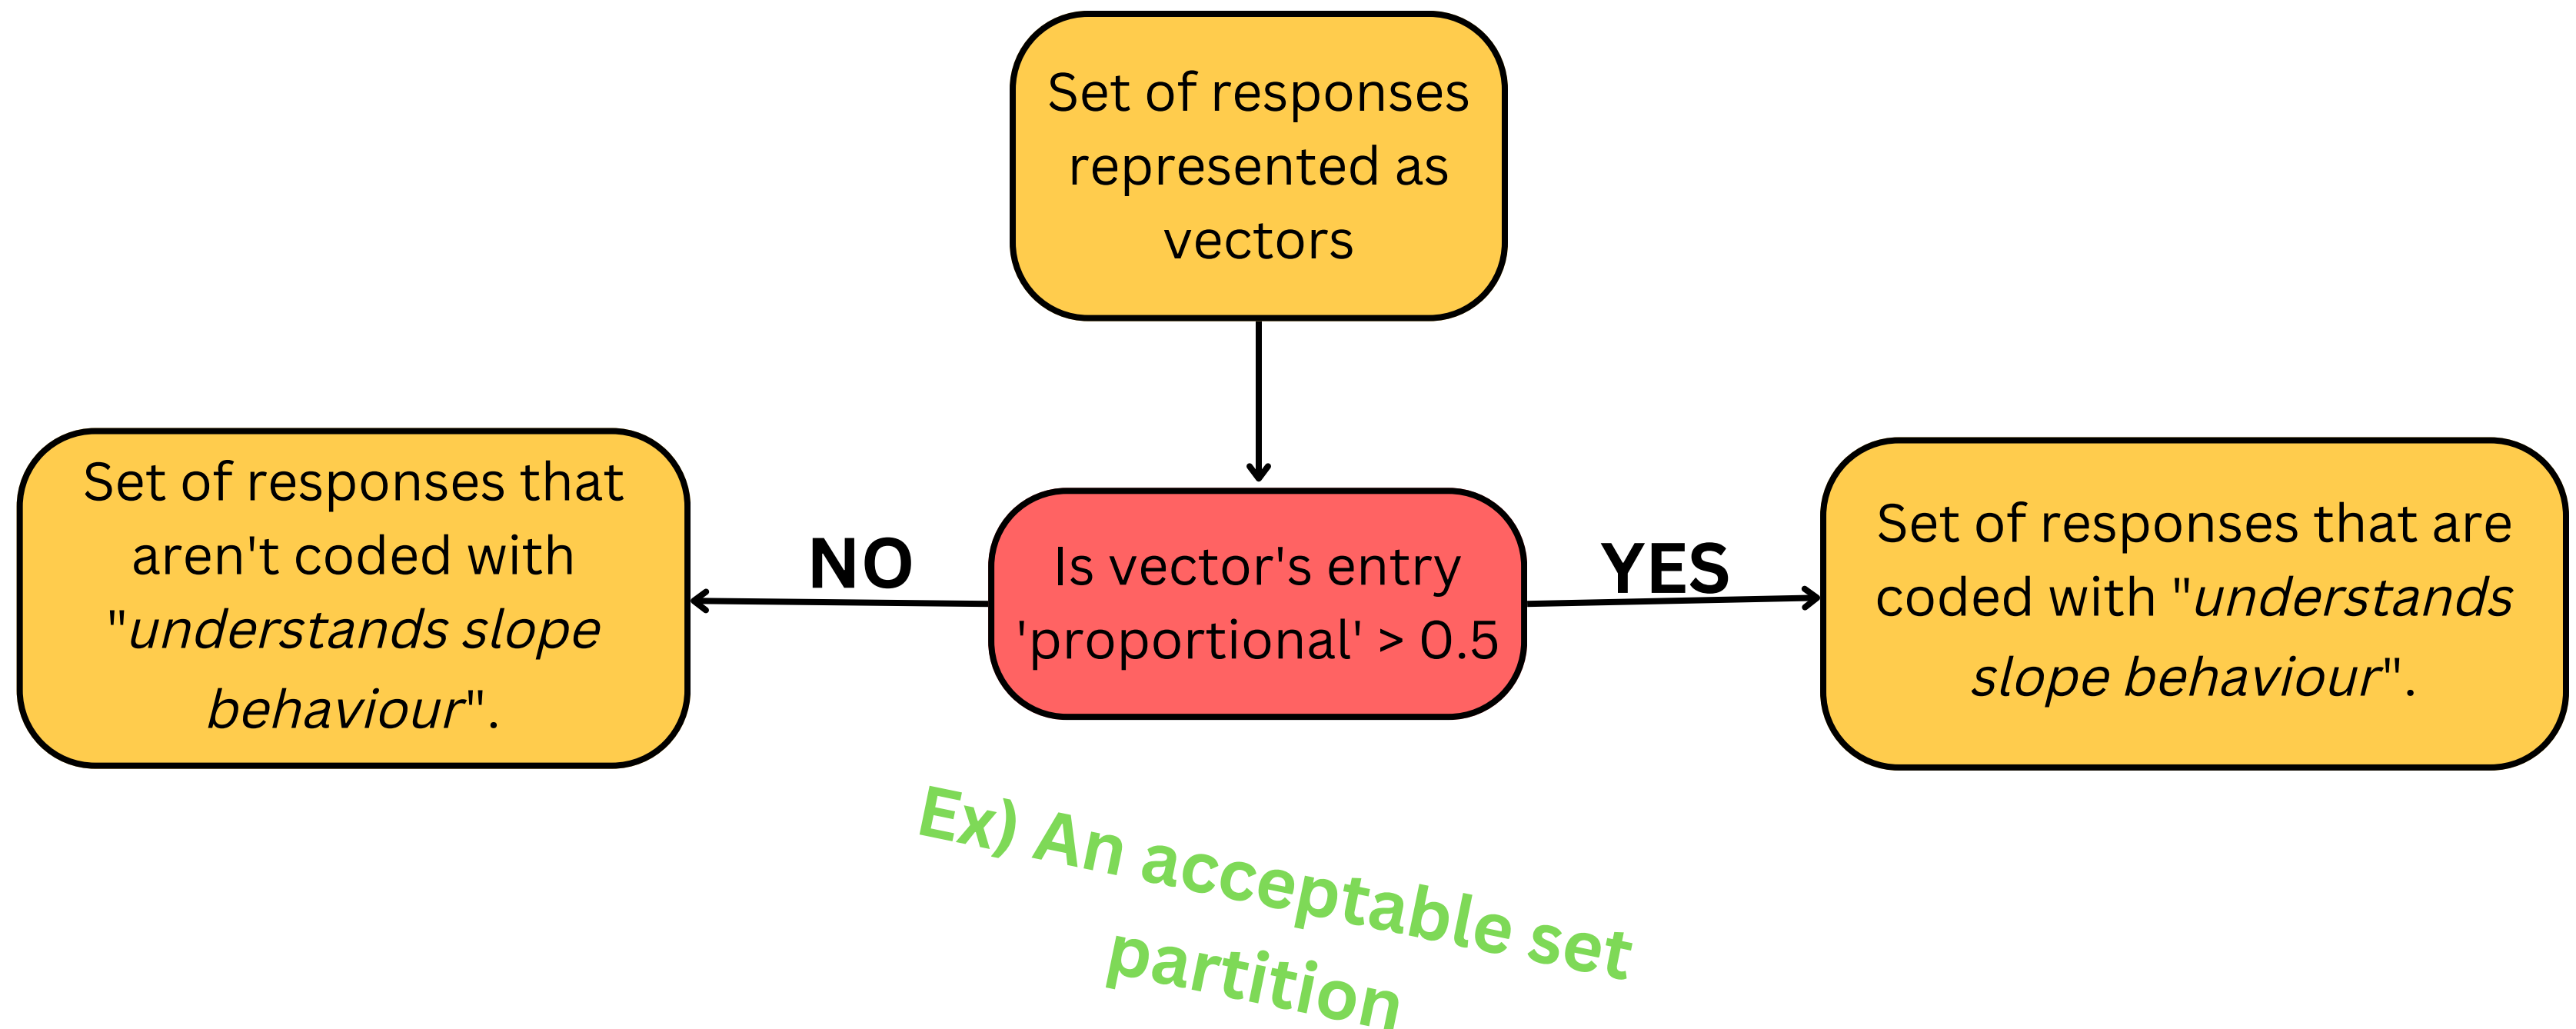 Set of responses
represented as
vectors
Set of responses that
aren't coded with
"understands slope
behaviour".
NO
Is vector's entry
'proportional' > 0.5
YES
Set of responses that are
coded with "understands
slope behaviour".
Ex) An acceptable set
partition